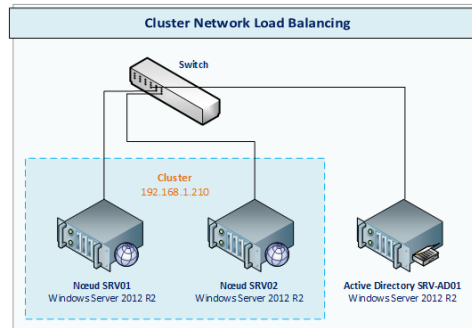 Cluster Network Load Balancing
Switch
Cluster
192.168.1.210
Nœud SRV01
Windows Server 2012 R2
Nœud SRV02
Windows Server 2012 R2
Active Directory SRV-AD01
Windows Server 2012 R2